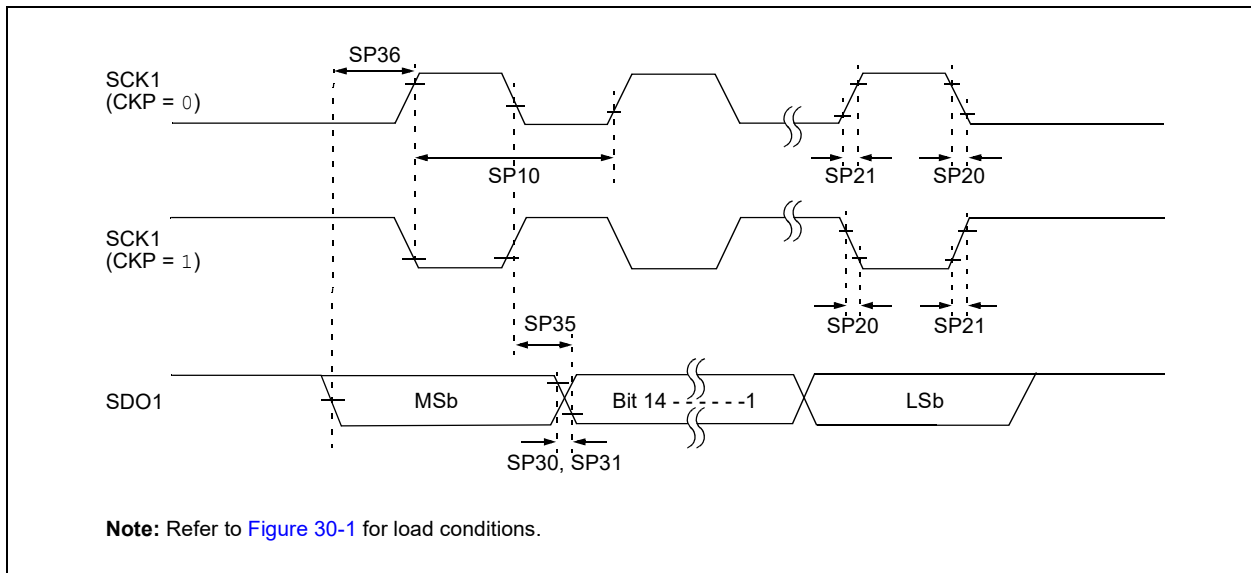 SP36
SCK1
(CKP = 0)
SP10
SP21
SP20
SCK1
(CKP = 1)
SP35
SP20
SP21
SDO1
MSb
Bit 14 - - - - - -1
LSb
SP30, SP31
Note: Refer to Figure 30-1 for load conditions.